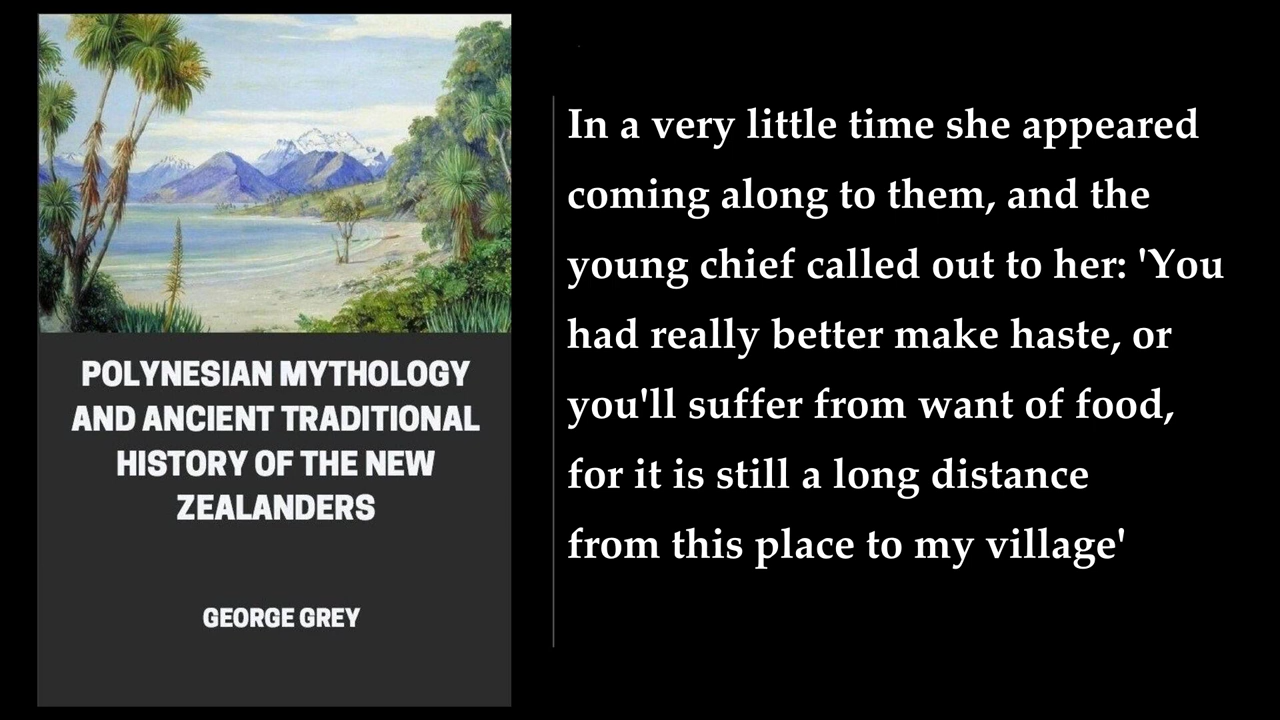 POLYNESIAN MYTHOLOGY
AND ANCIENT TRADITIONAL
HISTORY OF THE NEW
ZEALANDERS
GEORGE GREY
In a very little time she appeared
coming along to them, and the
young chief called out to her: 'You
had really better make haste, or
you'll suffer from want of food,
for it is still a long distance
from this place to my village'